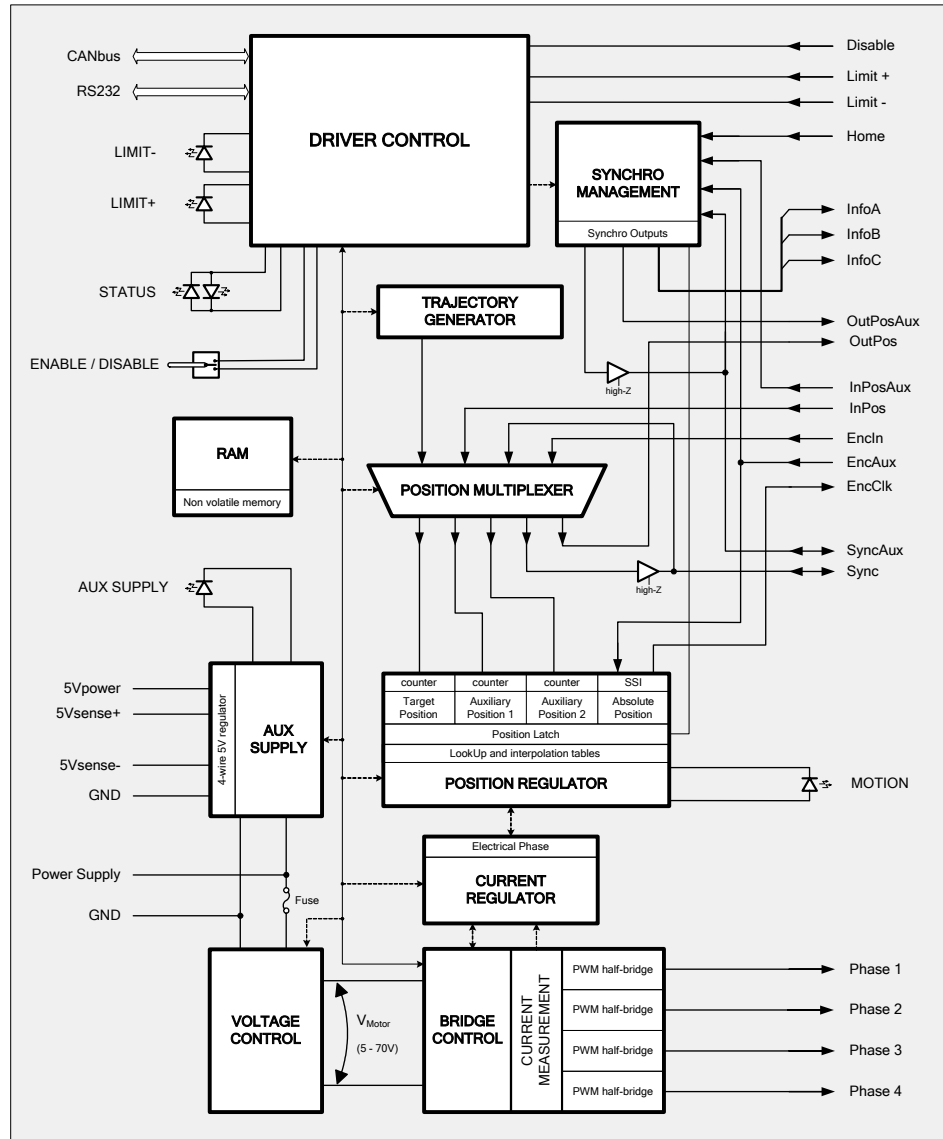 CANbus
RS232
LIMIT-
LIMIT+
STATUS
ENABLE / DISABLE
DRIVER CONTROL
Disable
Limit +
Limit -
Home
SYNCHRO
MANAGEMENT
Synchro Outputs
InfoA
InfoB
InfoC
TRAJECTORY
GENERATOR
OutPosAux
OutPos
high-Z
InPosAux
InPos
EncIn
EncAux
EncClk
RAM
Non volatile memory
POSITION MULTIPLEXER
SyncAux
Sync
high-Z
AUX SUPPLY
5Vpower
5Vsense+
5Vsense-
GND
4-wire 5V regulator
AUX
SUPPLY
counter
counter
counter
SSI
Target
Position
Auxiliary
Position 1
Auxiliary
Position 2
Absolute
Position
Position Latch
LookUp and interpolation tables
POSITION REGULATOR
MOTION
Electrical Phase
CURRENT
REGULATOR
Power Supply
Fuse
GND
VOLTAGE
CONTROL
VMotor
(5 - 70V)
BRIDGE
CONTROL
CURRENT
MEASUREMENT
PWM half-bridge
PWM half-bridge
PWM half-bridge
PWM half-bridge
Phase 1
Phase 2
Phase 3
Phase 4